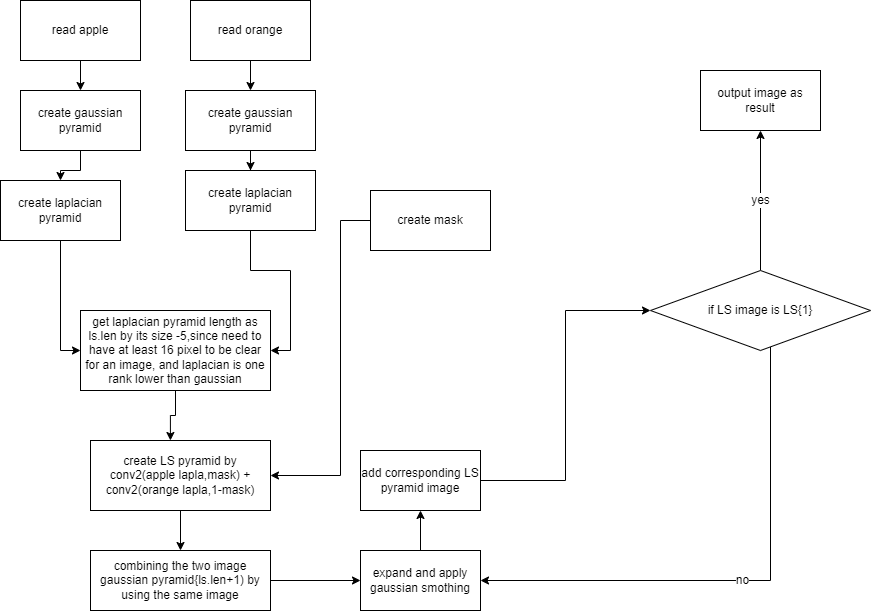 read apple
read orange
create gaussian
pyramid
create gaussian
pyramid
create laplacian
pyramid
create laplacian
pyramid
create mask
get laplacian pyramid length as
ls.len by its size -5,since need to
have at least 16 pixel to be clear
for an image, and laplacian is one
rank lower than gaussian
create LS pyramid by
conv2(apple lapla,mask) +
conv2(orange lapla,1-mask)
combining the two image
gaussian pyramid{ls.len+1) by
using the same image
expand and apply
gaussian smothing
add corresponding LS
pyramid image
if LS image is LS{1}
yes
no
output image as
result